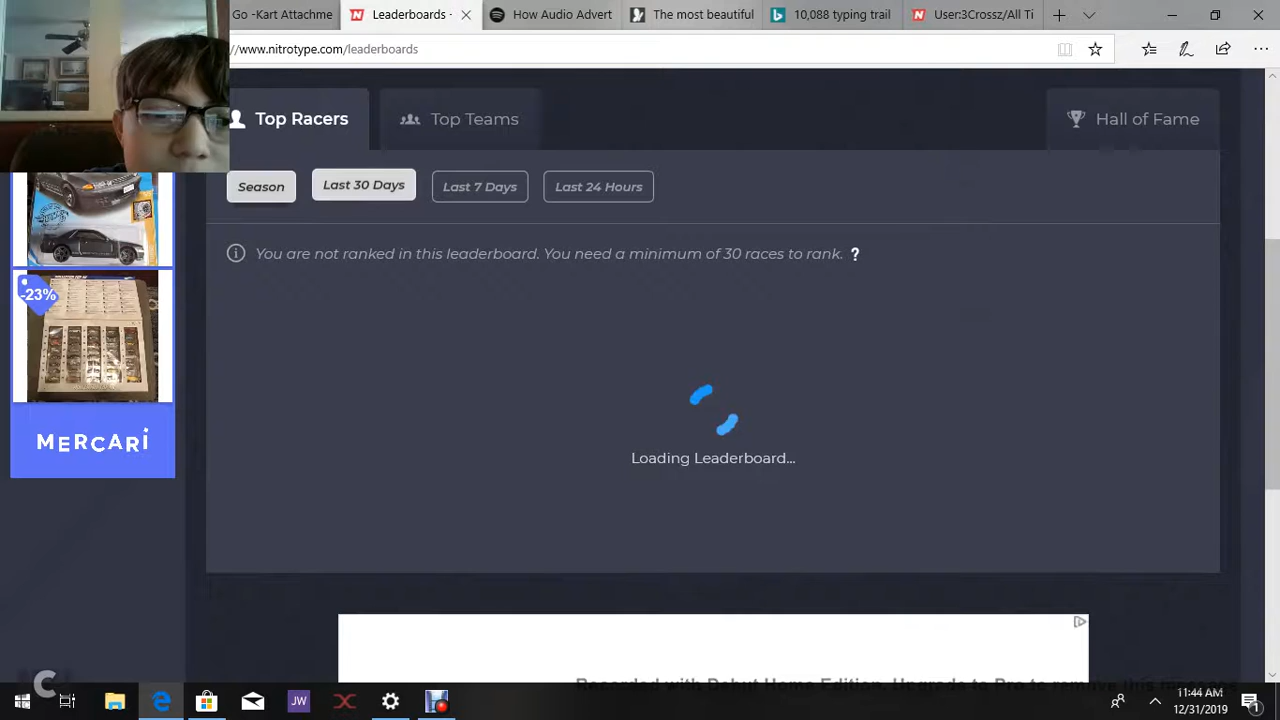 Go -Kart Attachme
Leaderboards -
How Audio Advert
The most beautiful
10,088 typing trail
User:3Crossz/All Ti
//www.nitrotype.com/leaderboards
Top Racers
Top Teams
Hall of Fame
Season
Last 30 Days
Last 7 Days
Last 24 Hours
You are not ranked in this leaderboard. You need a minimum of 30 races to rank. ?
-23%
MERCARI
Loading Leaderboard...
Recorded with Debut Home Edition. Upgrade to Pro to remove this message
C
JW
11:44 AM
12/31/2019
1